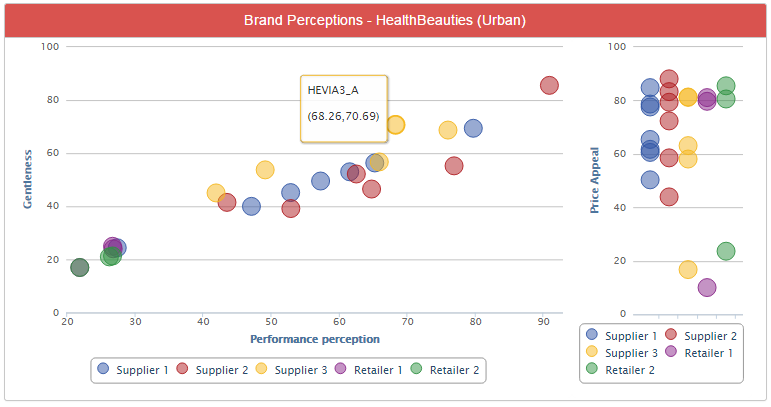 Brand Perceptions - HealthBeauties (Urban)
100
80
60
40
20
0
Gentleness
HEVIA3_A
(68.26,70.69)
20 30 40 50 60 70 80 90
Performance perception
Supplier 1 Supplier 2 Supplier 3 Retailer 1 Retailer 2
100
80
60
40
20
0
Price Appeal
Supplier 1 Supplier 2
Supplier 3 Retailer 1
Retailer 2